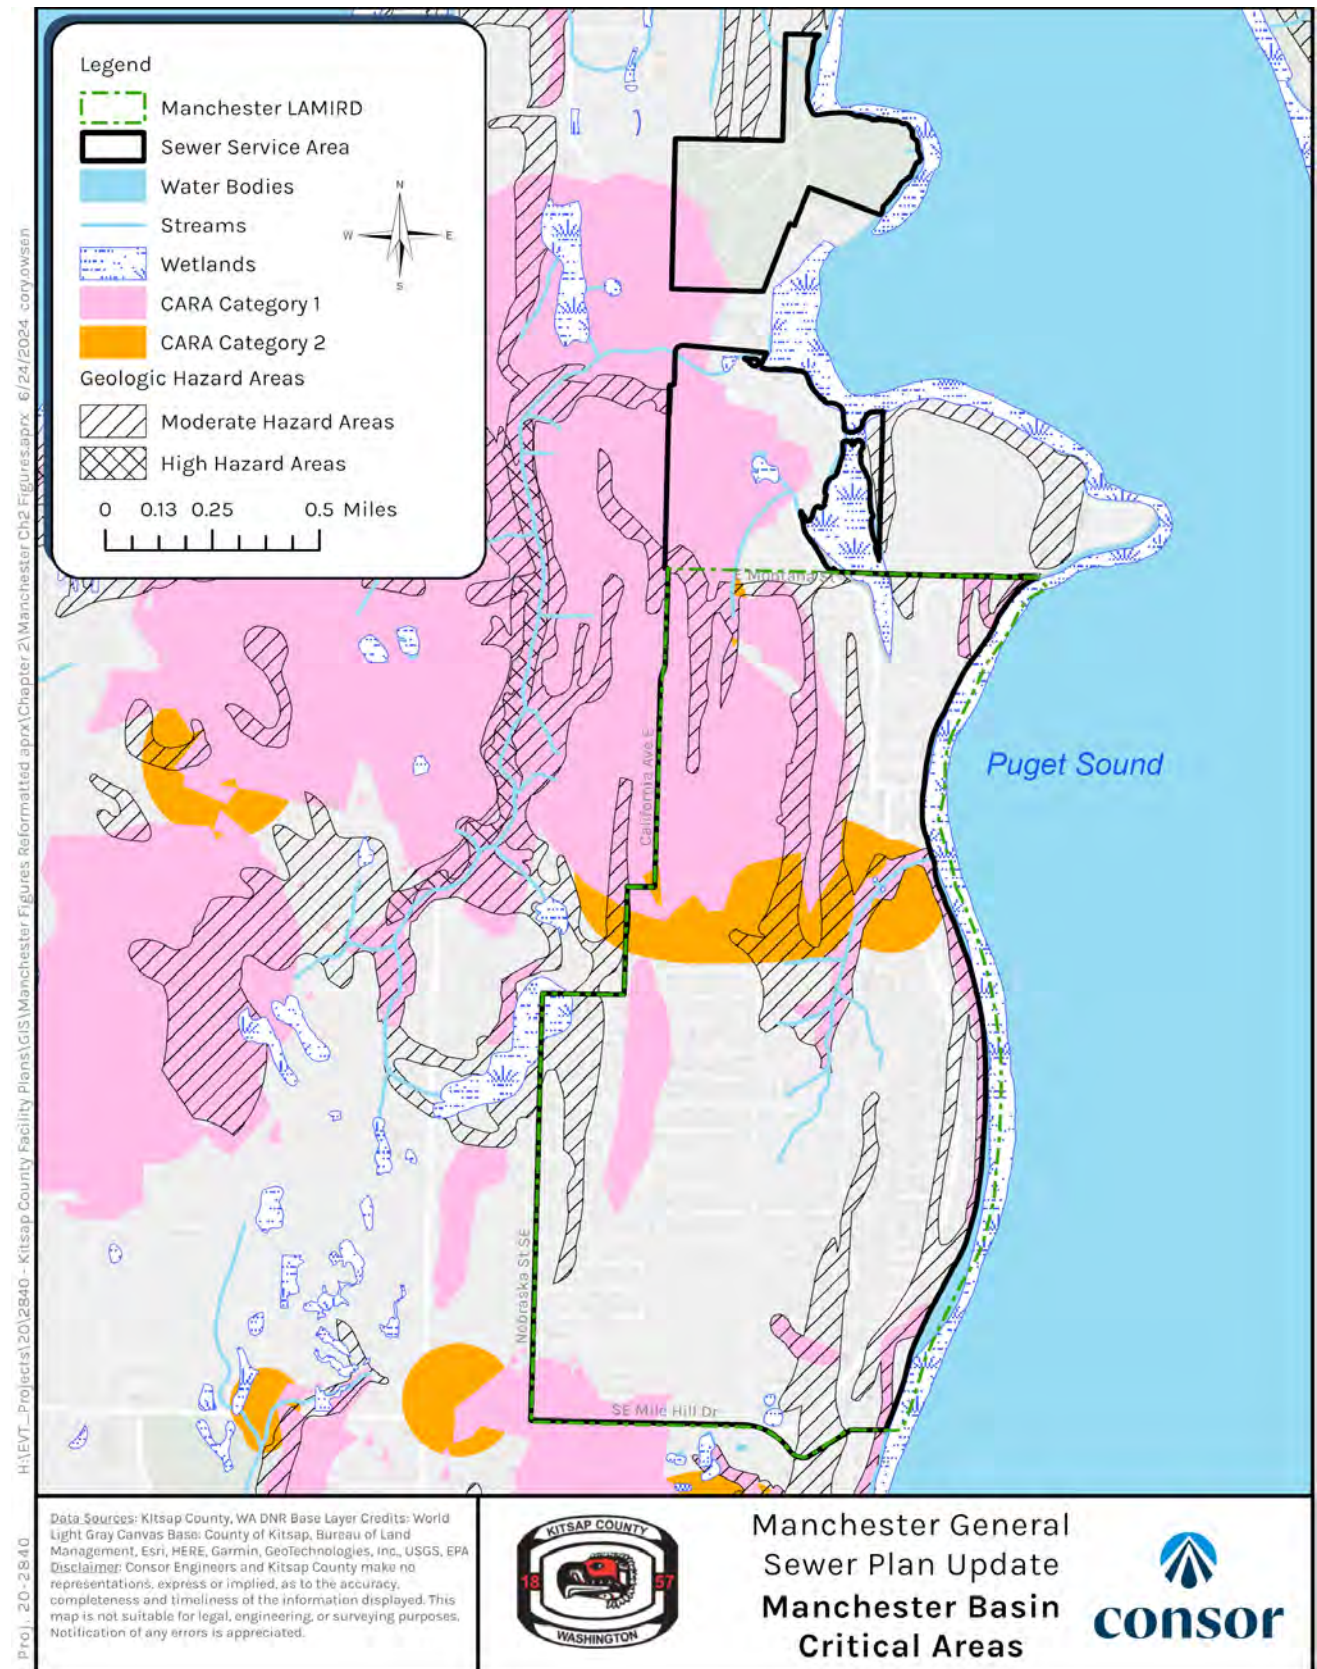 Legend
Manchester LAMIRD
Sewer Service Area
Water Bodies
Streams
Wetlands
CARA Category 1
CARA Category 2
Geologic Hazard Areas
Moderate Hazard Areas
High Hazard Areas
0 0.13 0.25 0.5 Miles
N
W E
S
E Montana St
California Ave E
Puget Sound
Nebraska St SE
SE Mile Hill Dr
H:\EVT_Projects\20\2840 - Kitsap County Facility Plans\GIS\Manchester Figures Reformatted aprx\Chapter 2\Manchester Ch2 Figures.aprx 6/24/2024 cory.owsen
Proj. 20-2840
Data Sources: Kitsap County, WA DNR Base Layer Credits: World
Light Gray Canvas Base: County of Kitsap, Bureau of Land
Management, Esri, HERE, Garmin, GeoTechnologies, Inc., USGS, EPA
Disclaimer: Consor Engineers and Kitsap County make no
representations, express or implied, as to the accuracy,
completeness and timeliness of the information displayed. This
map is not suitable for legal, engineering, or surveying purposes.
Notification of any errors is appreciated.
KITSAP COUNTY
18 57
WASHINGTON
Manchester General
Sewer Plan Update
Manchester Basin
Critical Areas
consor